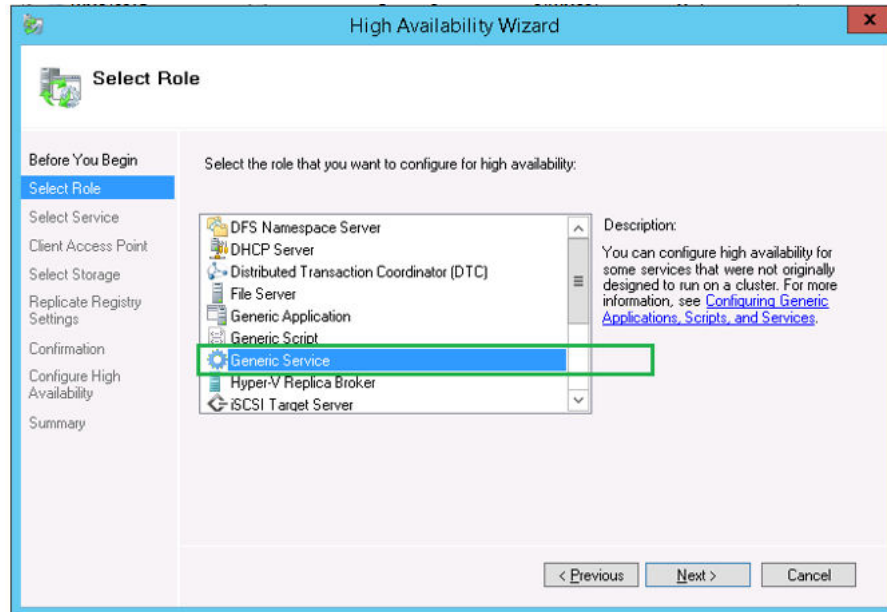 High Availability Wizard
x
Select Role
Before You Begin
Select Role
Select Service
Client Access Point
Select Storage
Replicate Registry
Settings
Confirmation
Configure High
Availability
Summary
Select the role that you want to configure for high availability:
DFS Namespace Server
DHCP Server
Distributed Transaction Coordinator (DTC)
File Server
Generic Application
Generic Script
Generic Service
Hyper-V Replica Broker
iSCSI Target Server
Description:
You can configure high availability for
some services that were not originally
designed to run on a cluster. For more
information, see Configuring Generic
Applications, Scripts, and Services.
< Previous
Next >
Cancel